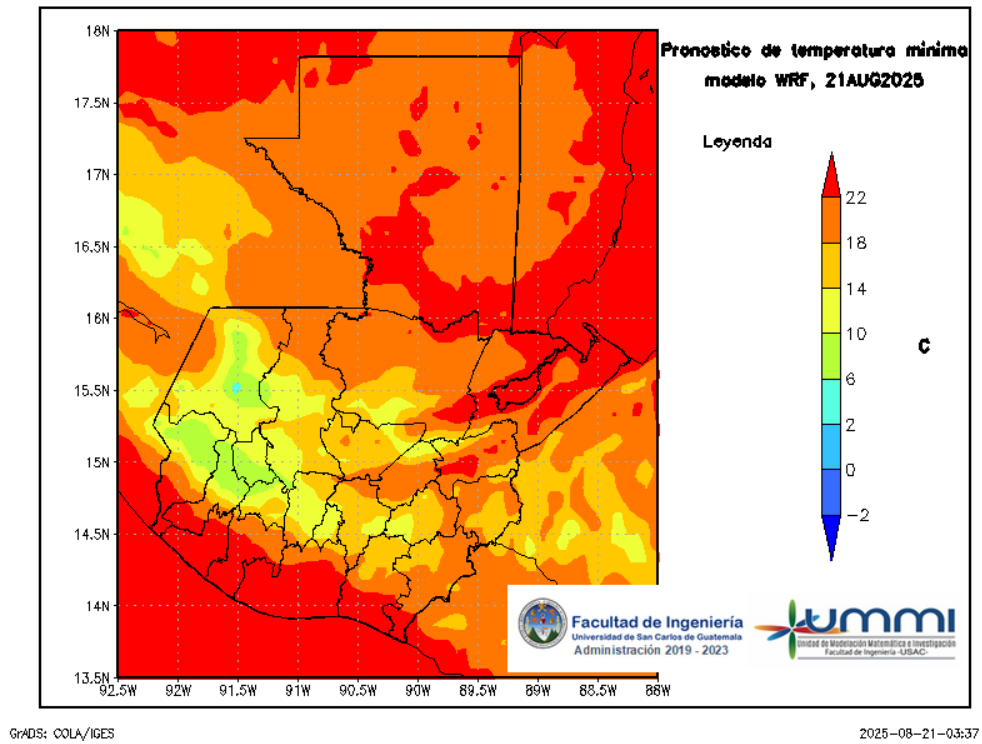 Pronostico de temperatura minima
modelo WRF, 21AUG2025
Leyenda
22
18
14
10
6
2
0
−2
C
18N
17.5N
17N
16.5N
16N
15.5N
15N
14.5N
14N
13.5N
92.5W
92W
91.5W
91W
90.5W
90W
89.5W
89W
88.5W
88W
Facultad de Ingeniería
Universidad de San Carlos de Guatemala
Administración 2019 - 2023
ummi
Unidad de Modelación Matemática e Investigación
Facultad de Ingeniería -USAC-
GrADS: COLA/IGES
2025-08-21-03:37